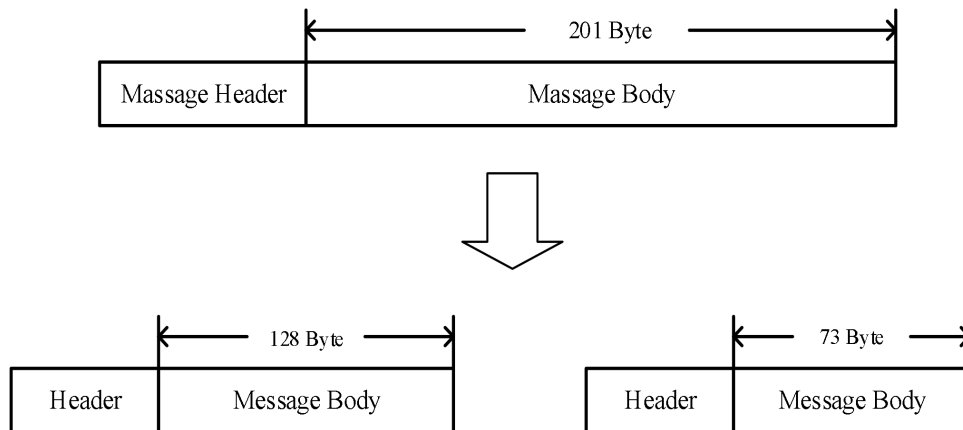 201 Byte
Massage Header
Massage Body
128 Byte
73 Byte
Header
Message Body
Header
Message Body